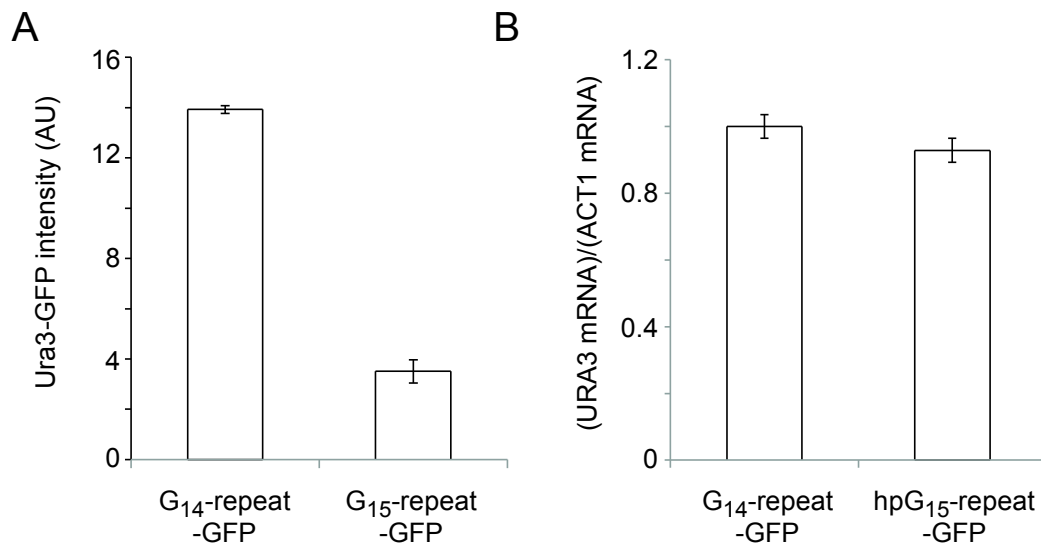 A
Ura3-GFP intensity (AU)
16
12
8
4
0
G14-repeat
-GFP
G15-repeat
-GFP
B
(URA3 mRNA)/(ACT1 mRNA)
1.2
0.8
0.4
0
G14-repeat
-GFP
hpG15-repeat
-GFP